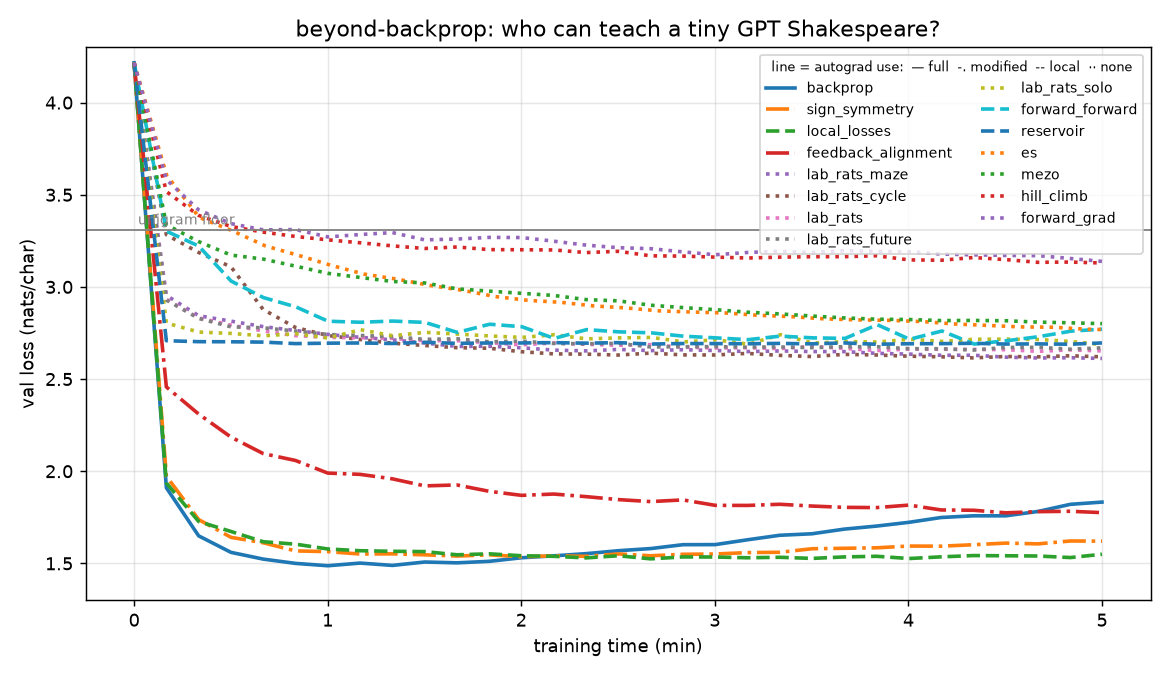 beyond-backprop: who can teach a tiny GPT Shakespeare?
line = autograd use: — full -. modified -- local ·· none
backprop
sign_symmetry
local_losses
feedback_alignment
lab_rats_maze
lab_rats_cycle
lab_rats
lab_rats_future
lab_rats_solo
forward_forward
reservoir
es
mezo
hill_climb
forward_grad
unigram floor
val loss (nats/char)
4.0
3.5
3.0
2.5
2.0
1.5
0 1 2 3 4 5
training time (min)